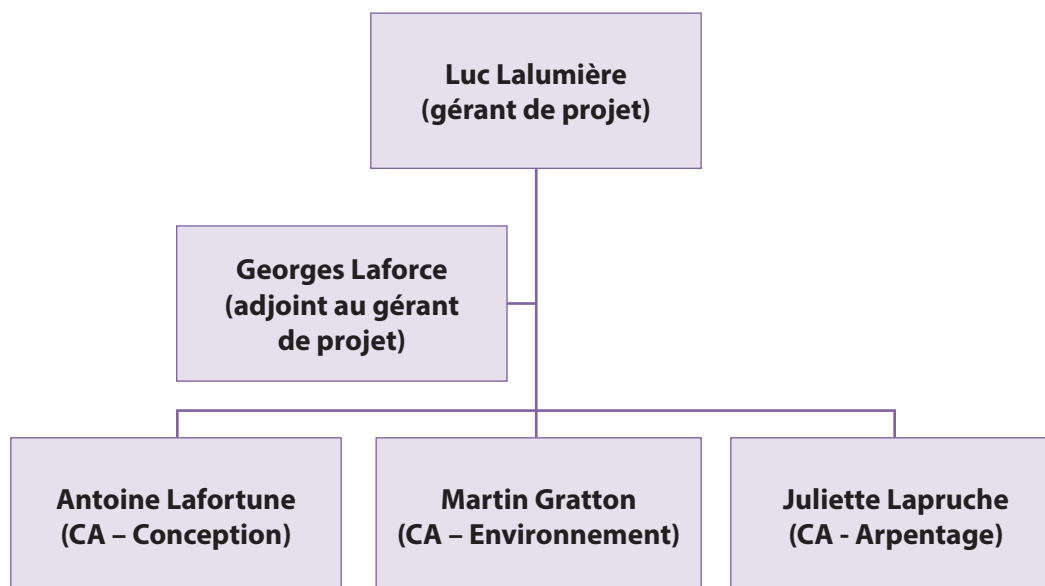 Luc Lalumière
(gérant de projet)
Georges Laforce
(adjoint au gérant
de projet)
Antoine Lafortune
(CA – Conception)
Martin Gratton
(CA – Environnement)
Juliette Lapruche
(CA - Arpentage)